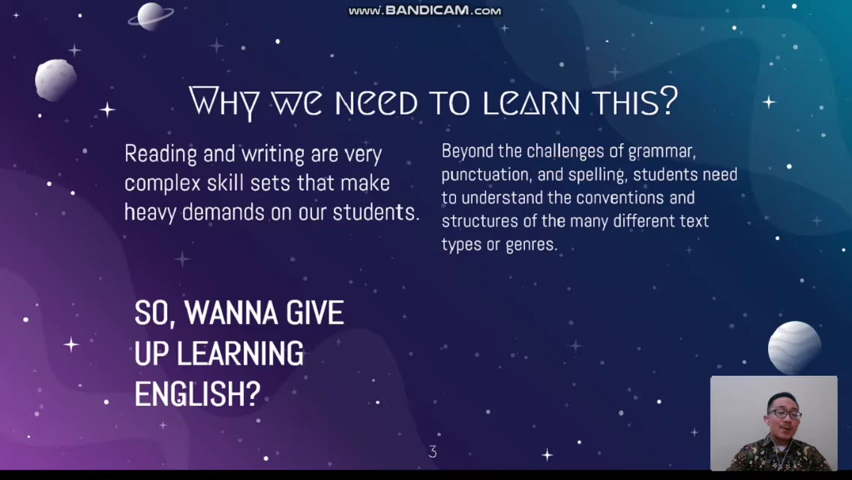 www.BANDICAM.com
WHY WE NEED TO LEARN THIS?
Reading and writing are very
complex skill sets that make
heavy demands on our students.
Beyond the challenges of grammar,
punctuation, and spelling, students need
to understand the conventions and
structures of the many different text
types or genres.
SO, WANNA GIVE
UP LEARNING
ENGLISH?
3